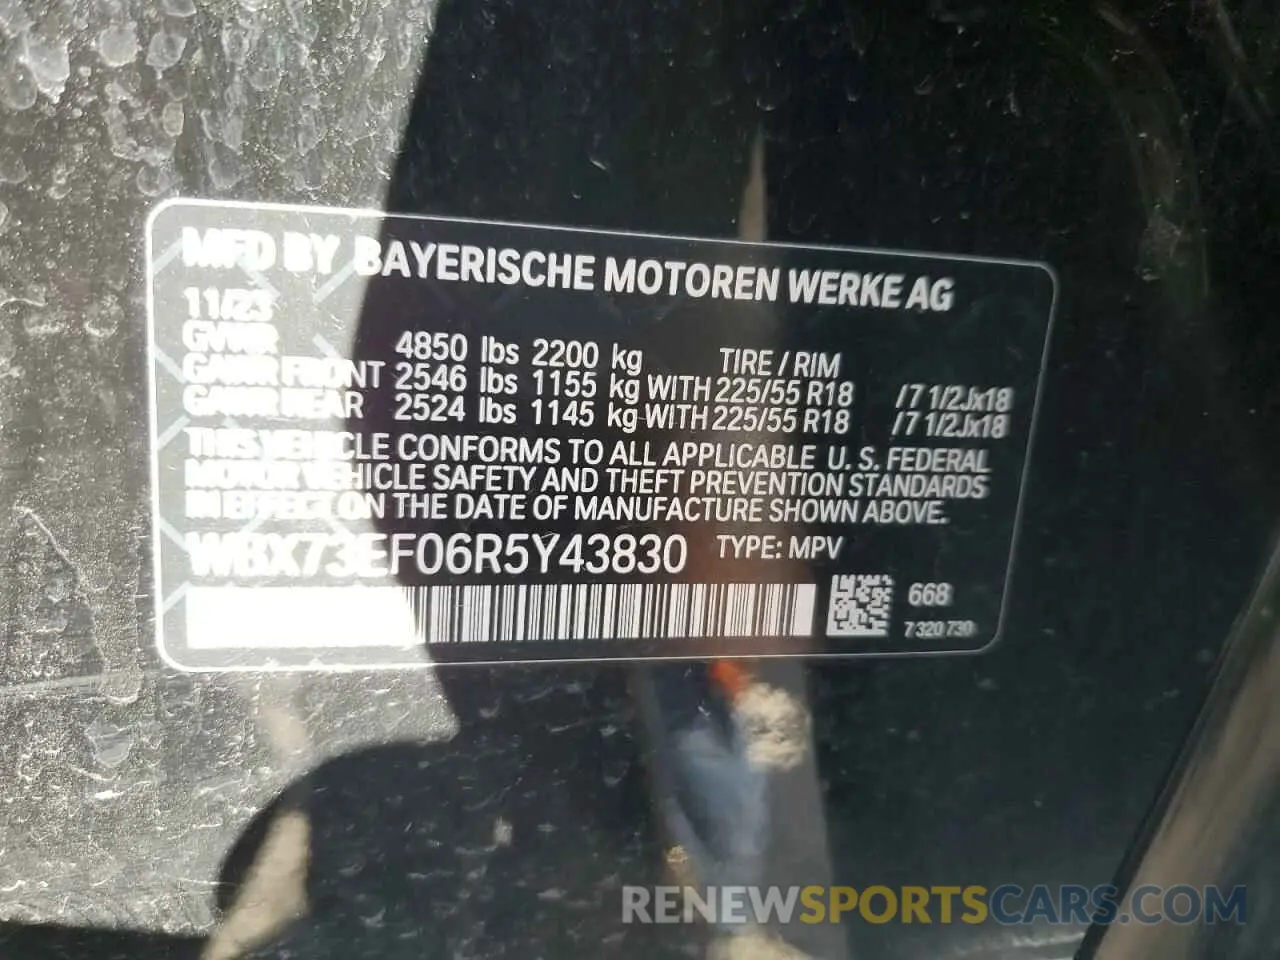 MFD BY BAYERISCHE MOTOREN WERKE AG
11/23
GVWR 4850 lbs 2200 kg TIRE / RIM
GAWR FRONT 2546 lbs 1155 kg WITH 225/55 R18 /7 1/2Jx18
GAWR REAR 2524 lbs 1145 kg WITH 225/55 R18 /7 1/2Jx18
THIS VEHICLE CONFORMS TO ALL APPLICABLE U. S. FEDERAL
MOTOR VEHICLE SAFETY AND THEFT PREVENTION STANDARDS
IN EFFECT ON THE DATE OF MANUFACTURE SHOWN ABOVE.
WBX73EF06R5Y43830 TYPE: MPV
668
7 320 730
RENEWSPORTSCARS.COM